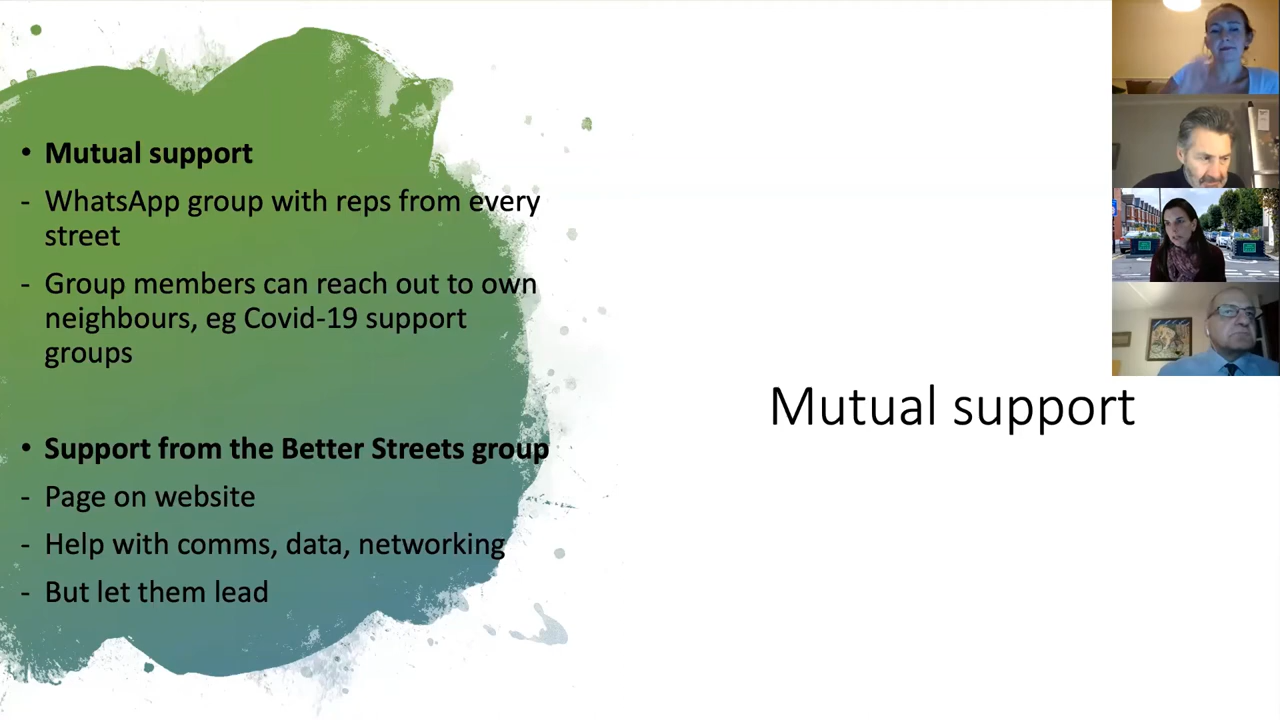 • Mutual support
- WhatsApp group with reps from every
street
- Group members can reach out to own
neighbours, eg Covid-19 support
groups
• Support from the Better Streets group
- Page on website
- Help with comms, data, networking
- But let them lead
Mutual support